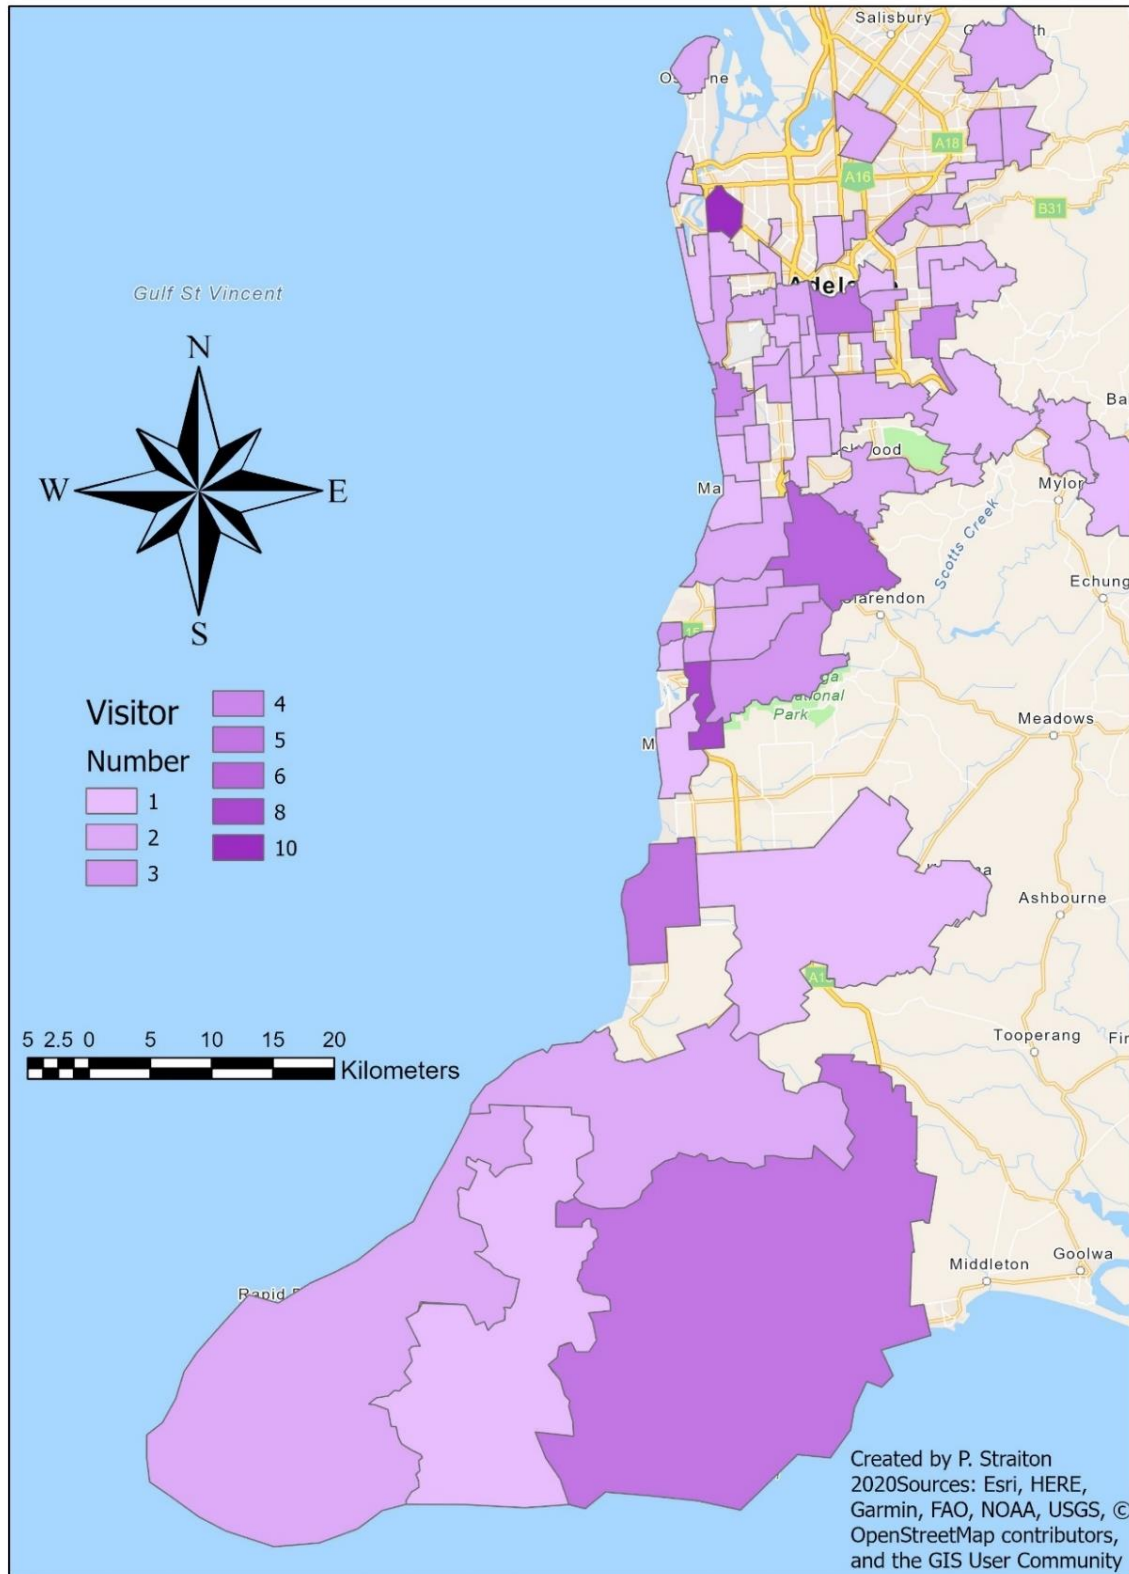 Salisbury
A18
A16
B31
Gulf St Vincent
N
W
E
S
Mylor
Scotts Creek
Echung
Clarendon
Visitor
Number
1
2
3
4
5
6
8
10
National
Park
Meadows
Ashbourne
5 2.5 0 5 10 15 20
Kilometers
Tooperang
Middleton
Goolwa
Created by P. Straiton
2020Sources: Esri, HERE,
Garmin, FAO, NOAA, USGS, ©
OpenStreetMap contributors,
and the GIS User Community